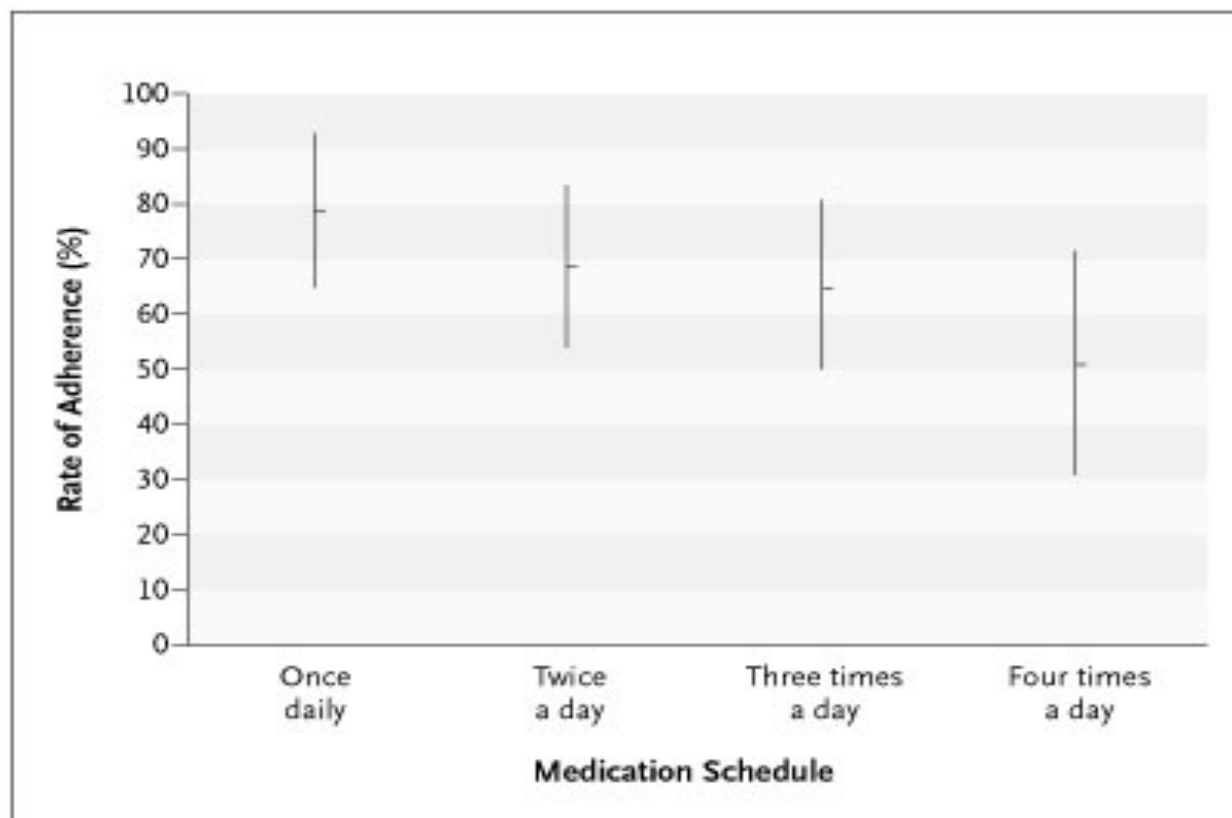 100
90
80
70
60
50
40
30
20
10
0
Rate of Adherence (%)
Once
daily
Twice
a day
Three times
a day
Four times
a day
Medication Schedule